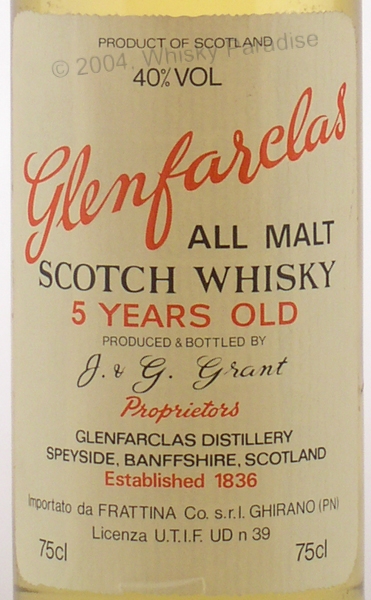 PRODUCT OF SCOTLAND
© 2004, Whisky Paradise
40% VOL
Glenfarclas
ALL MALT
SCOTCH WHISKY
5 YEARS OLD
PRODUCED & BOTTLED BY
J. & G. Grant
Proprietors
GLENFARCLAS DISTILLERY
SPEYSIDE, BANFFSHIRE, SCOTLAND
Established 1836
Importato da FRATTINA Co. s.r.l. GHIRANO (PN)
Licenza U.T.I.F. UD n 39
75cl 75cl